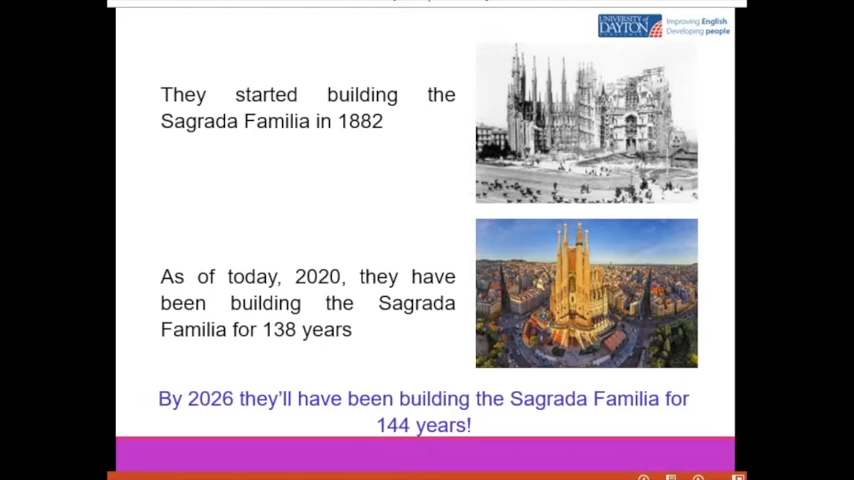 UNIVERSITY of
DAYTON
Improving English
Developing people
They started building the
Sagrada Familia in 1882
As of today, 2020, they have
been building the Sagrada
Familia for 138 years
By 2026 they'll have been building the Sagrada Familia for
144 years!